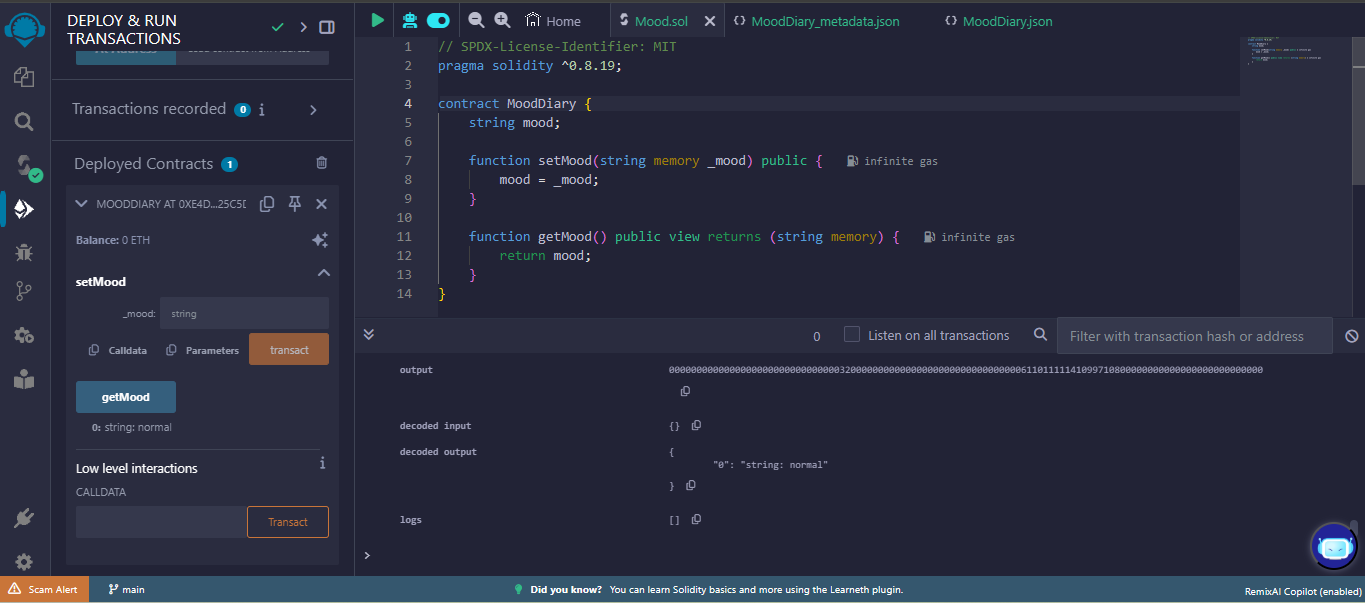 DEPLOY & RUN
TRANSACTIONS
Transactions recorded 0 i
Deployed Contracts 1
MOODDIARY AT 0XE4D...25C5D
Balance: 0 ETH
setMood
_mood: string
Calldata Parameters transact
getMood
0: string: normal
Low level interactions i
CALLDATA
Transact
Home Mood.sol MoodDiary_metadata.json MoodDiary.json
1 // SPDX-License-Identifier: MIT
2 pragma solidity ^0.8.19;
3
4 contract MoodDiary {
5 string mood;
6
7 function setMood(string memory _mood) public { infinite gas
8 mood = _mood;
9 }
10
11 function getMood() public view returns (string memory) { infinite gas
12 return mood;
13 }
14 }
0 Listen on all transactions Filter with transaction hash or address
output
decoded input {}
decoded output {
"0": "string: normal"
}
logs []
>
Scam Alert main Did you know? You can learn Solidity basics and more using the Learneth plugin. RemixAI Copilot (enabled)